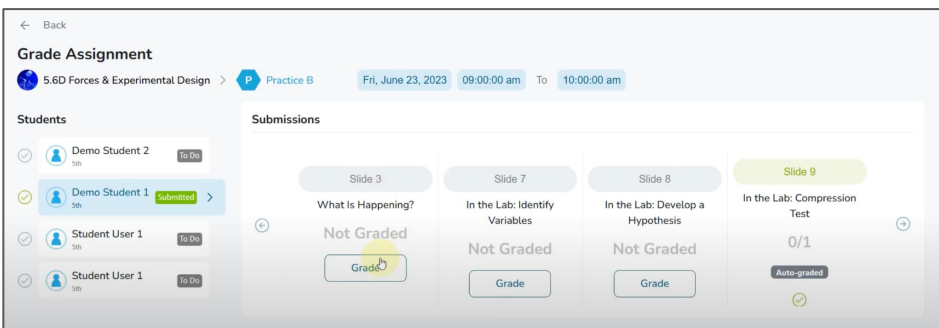 ← Back
Grade Assignment
5.6D Forces & Experimental Design > P Practice B Fri, June 23, 2023 09:00:00 am To 10:00:00 am
Students
Demo Student 2
5th
To Do
Demo Student 1
5th
Submitted >
Student User 1
5th
To Do
Student User 1
5th
To Do
Submissions
Slide 3
What Is Happening?
Not Graded
Grade
Slide 7
In the Lab: Identify
Variables
Not Graded
Grade
Slide 8
In the Lab: Develop a
Hypothesis
Not Graded
Grade
Slide 9
In the Lab: Compression
Test
0/1
Auto-graded